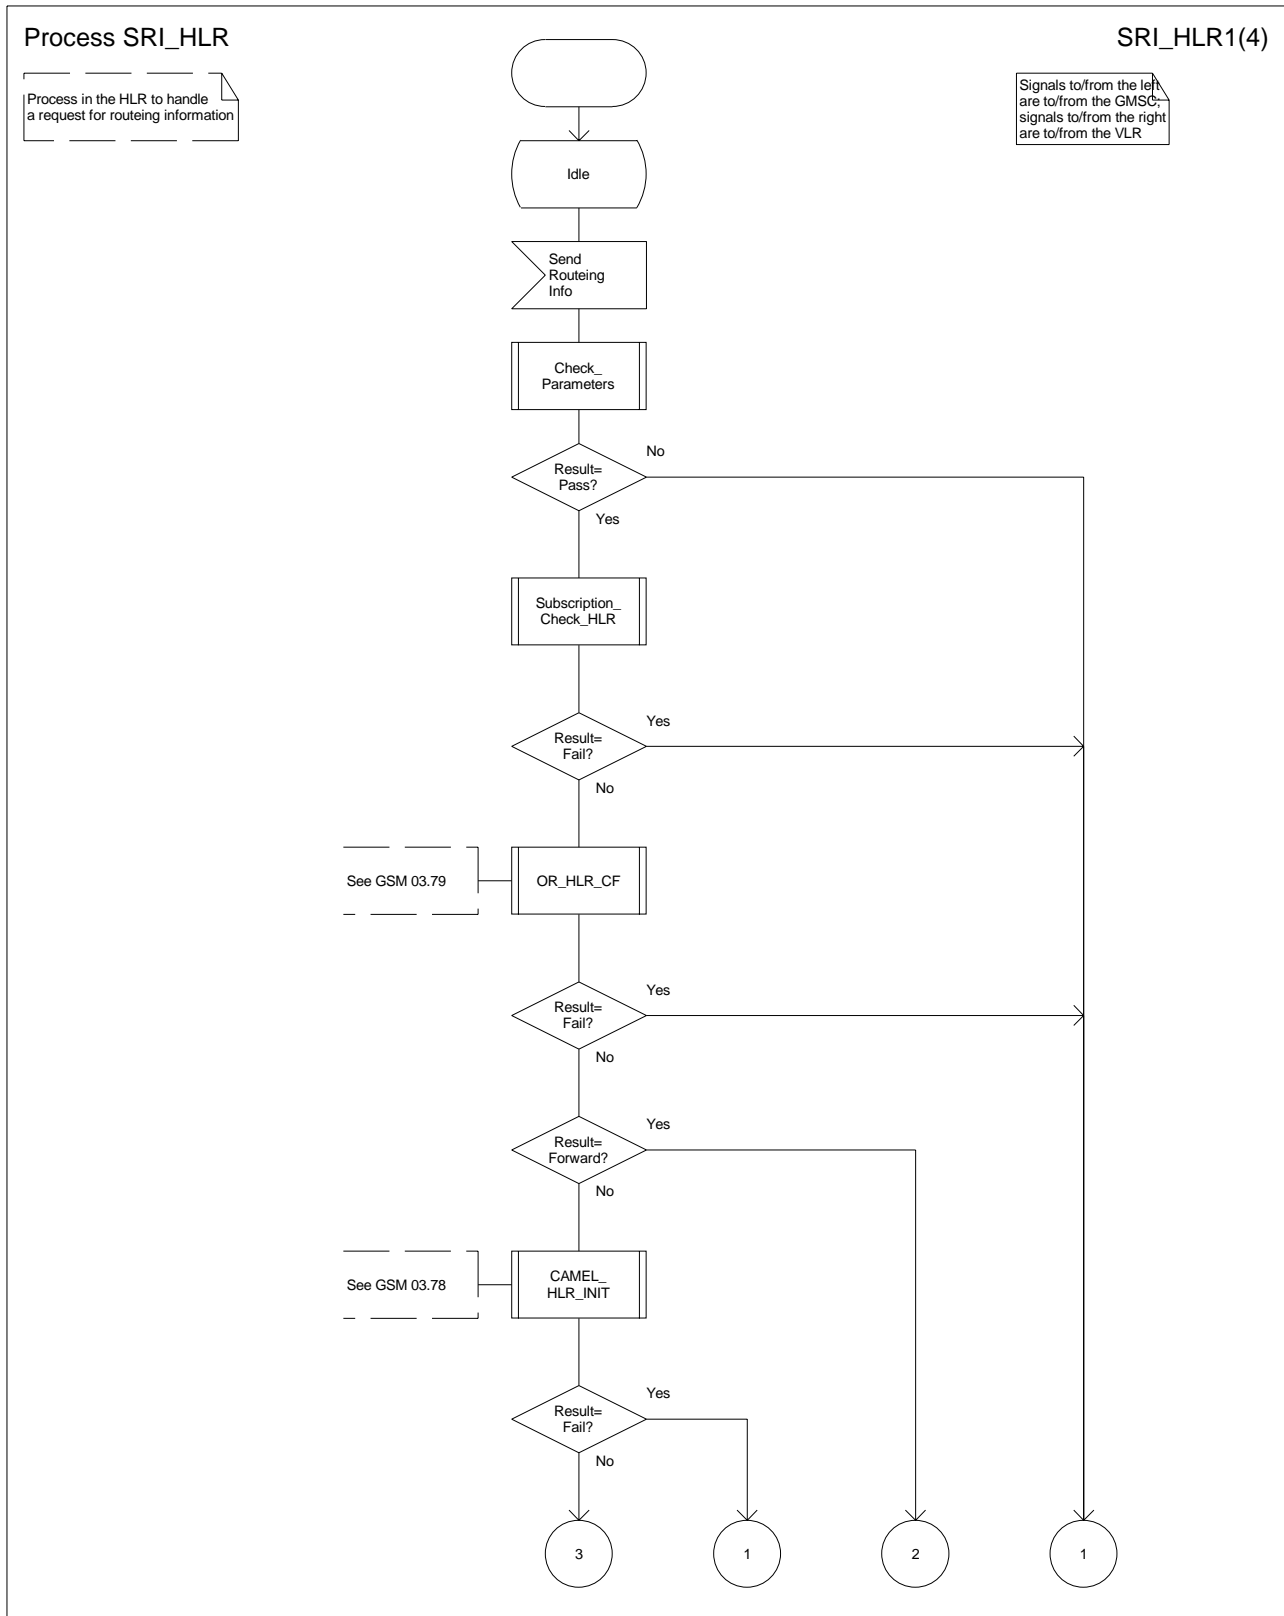 Process SRI_HLR
SRI_HLR1(4)
Process in the HLR to handle
a request for routeing information
Signals to/from the left
are to/from the GMSC;
signals to/from the right
are to/from the VLR
Idle
Send
Routeing
Info
Check_
Parameters
Result=
Pass?
No
Yes
Subscription_
Check_HLR
Result=
Fail?
Yes
No
See GSM 03.79
OR_HLR_CF
Result=
Fail?
Yes
No
Result=
Forward?
Yes
No
See GSM 03.78
CAMEL_
HLR_INIT
Result=
Fail?
Yes
No
3
1
2
1